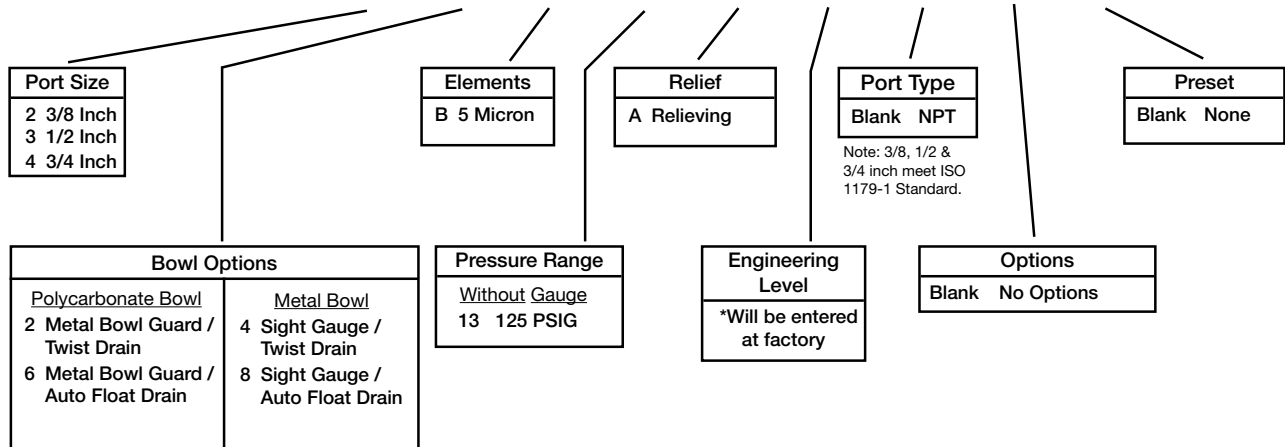 Port Size
2 3/8 Inch
3 1/2 Inch
4 3/4 Inch
Elements
B 5 Micron
Relief
A Relieving
Port Type
Blank NPT
Note: 3/8, 1/2 &
3/4 inch meet ISO
1179-1 Standard.
Preset
Blank None
Bowl Options
Polycarbonate Bowl
2 Metal Bowl Guard /
Twist Drain
6 Metal Bowl Guard /
Auto Float Drain
Metal Bowl
4 Sight Gauge /
Twist Drain
8 Sight Gauge /
Auto Float Drain
Pressure Range
Without Gauge
13 125 PSIG
Engineering
Level
*Will be entered
at factory
Options
Blank No Options